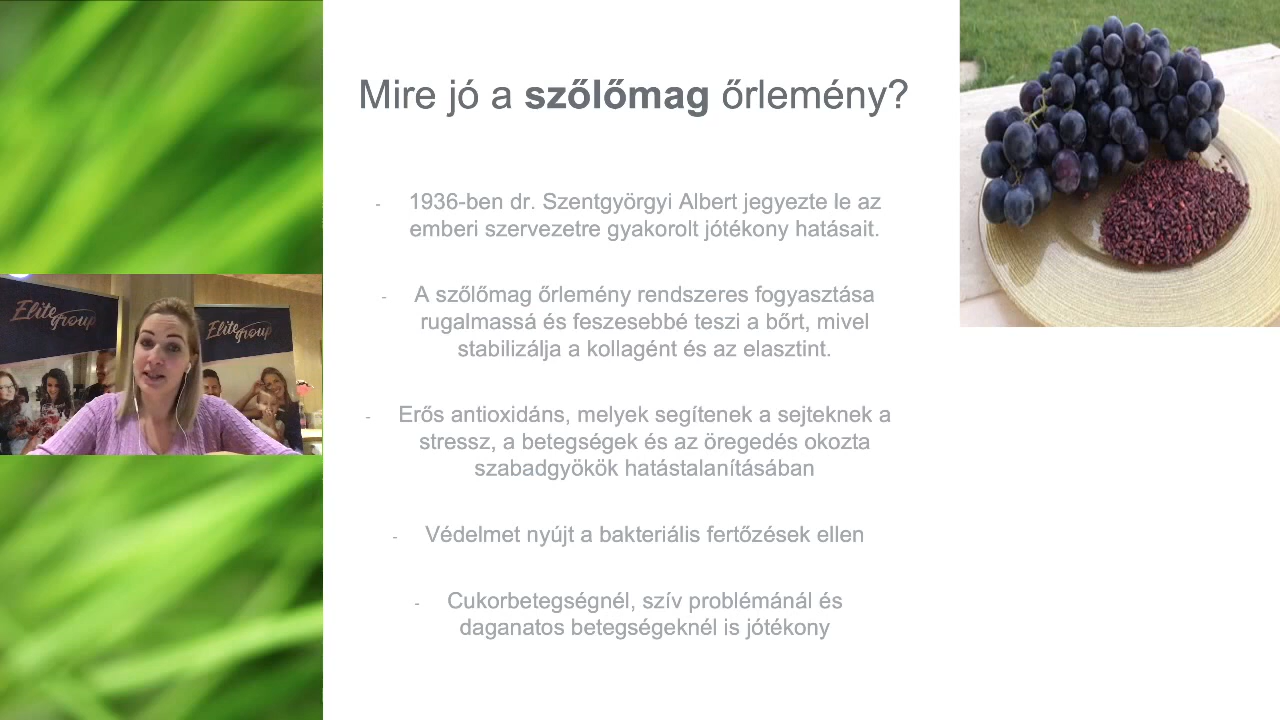 Mire jó a szőlőmag őrlemény?
- 1936-ben dr. Szentgyörgyi Albert jegyezte le az
emberi szervezetre gyakorolt jótékony hatásait.
- A szőlőmag őrlemény rendszeres fogyasztása
rugalmassá és feszesebbé teszi a bőrt, mivel
stabilizálja a kollagént és az elasztint.
- Erős antioxidáns, melyek segítenek a sejteknek a
stressz, a betegségek és az öregedés okozta
szabadgyökök hatástalanításában
- Védelmet nyújt a bakteriális fertőzések ellen
- Cukorbetegségnél, szív problémánál és
daganatos betegségeknél is jótékony
Elite
group
Elite
group